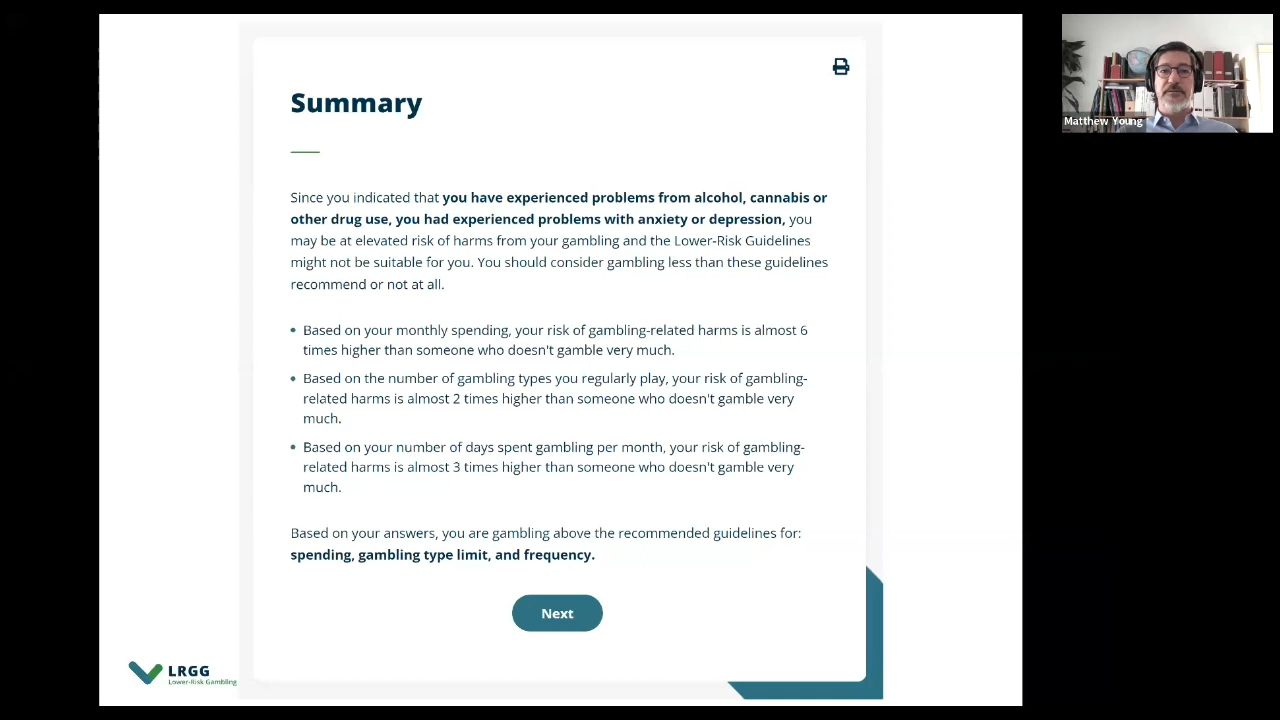 Summary
Since you indicated that you have experienced problems from alcohol, cannabis or
other drug use, you had experienced problems with anxiety or depression, you
may be at elevated risk of harms from your gambling and the Lower-Risk Guidelines
might not be suitable for you. You should consider gambling less than these guidelines
recommend or not at all.
• Based on your monthly spending, your risk of gambling-related harms is almost 6
times higher than someone who doesn't gamble very much.
• Based on the number of gambling types you regularly play, your risk of gambling-
related harms is almost 2 times higher than someone who doesn't gamble very
much.
• Based on your number of days spent gambling per month, your risk of gambling-
related harms is almost 3 times higher than someone who doesn't gamble very
much.
Based on your answers, you are gambling above the recommended guidelines for:
spending, gambling type limit, and frequency.
Next
LRGG
Lower-Risk Gambling
Matthew Young